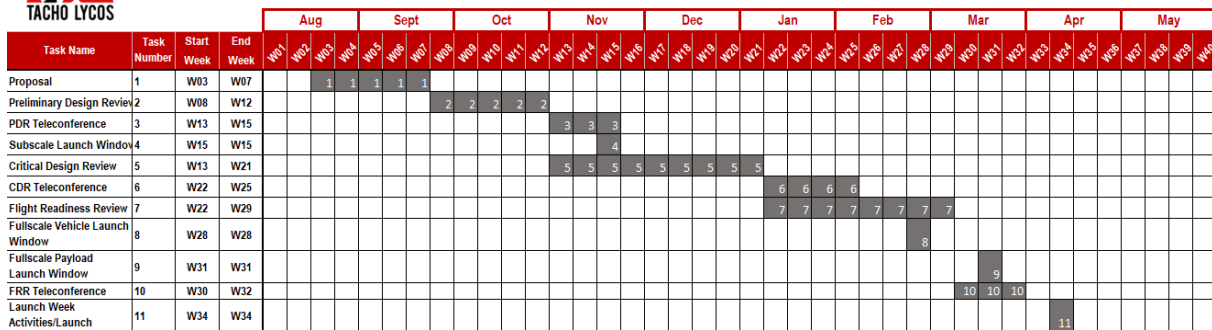 TACHO LYCOS
Aug Sept Oct Nov Dec Jan Feb Mar Apr May
Task Name Task Number Start Week End Week W01 W02 W03 W04 W05 W06 W07 W08 W09 W10 W11 W12 W13 W14 W15 W16 W17 W18 W19 W20 W21 W22 W23 W24 W25 W26 W27 W28 W29 W30 W31 W32 W33 W34 W35 W36 W37 W38 W39 W40
Proposal 1 W03 W07 1 1 1 1 1
Preliminary Design Review 2 W08 W12 2 2 2 2 2
PDR Teleconference 3 W13 W15 3 3 3
Subscale Launch Window 4 W15 W15 4
Critical Design Review 5 W13 W21 5 5 5 5 5 5 5 5 5
CDR Teleconference 6 W22 W25 6 6 6 6
Flight Readiness Review 7 W22 W29 7 7 7 7 7 7 7 7
Fullscale Vehicle Launch
Window 8 W28 W28 8
Fullscale Payload
Launch Window 9 W31 W31 9
FRR Teleconference 10 W30 W32 10 10 10
Launch Week
Activities/Launch 11 W34 W34 11